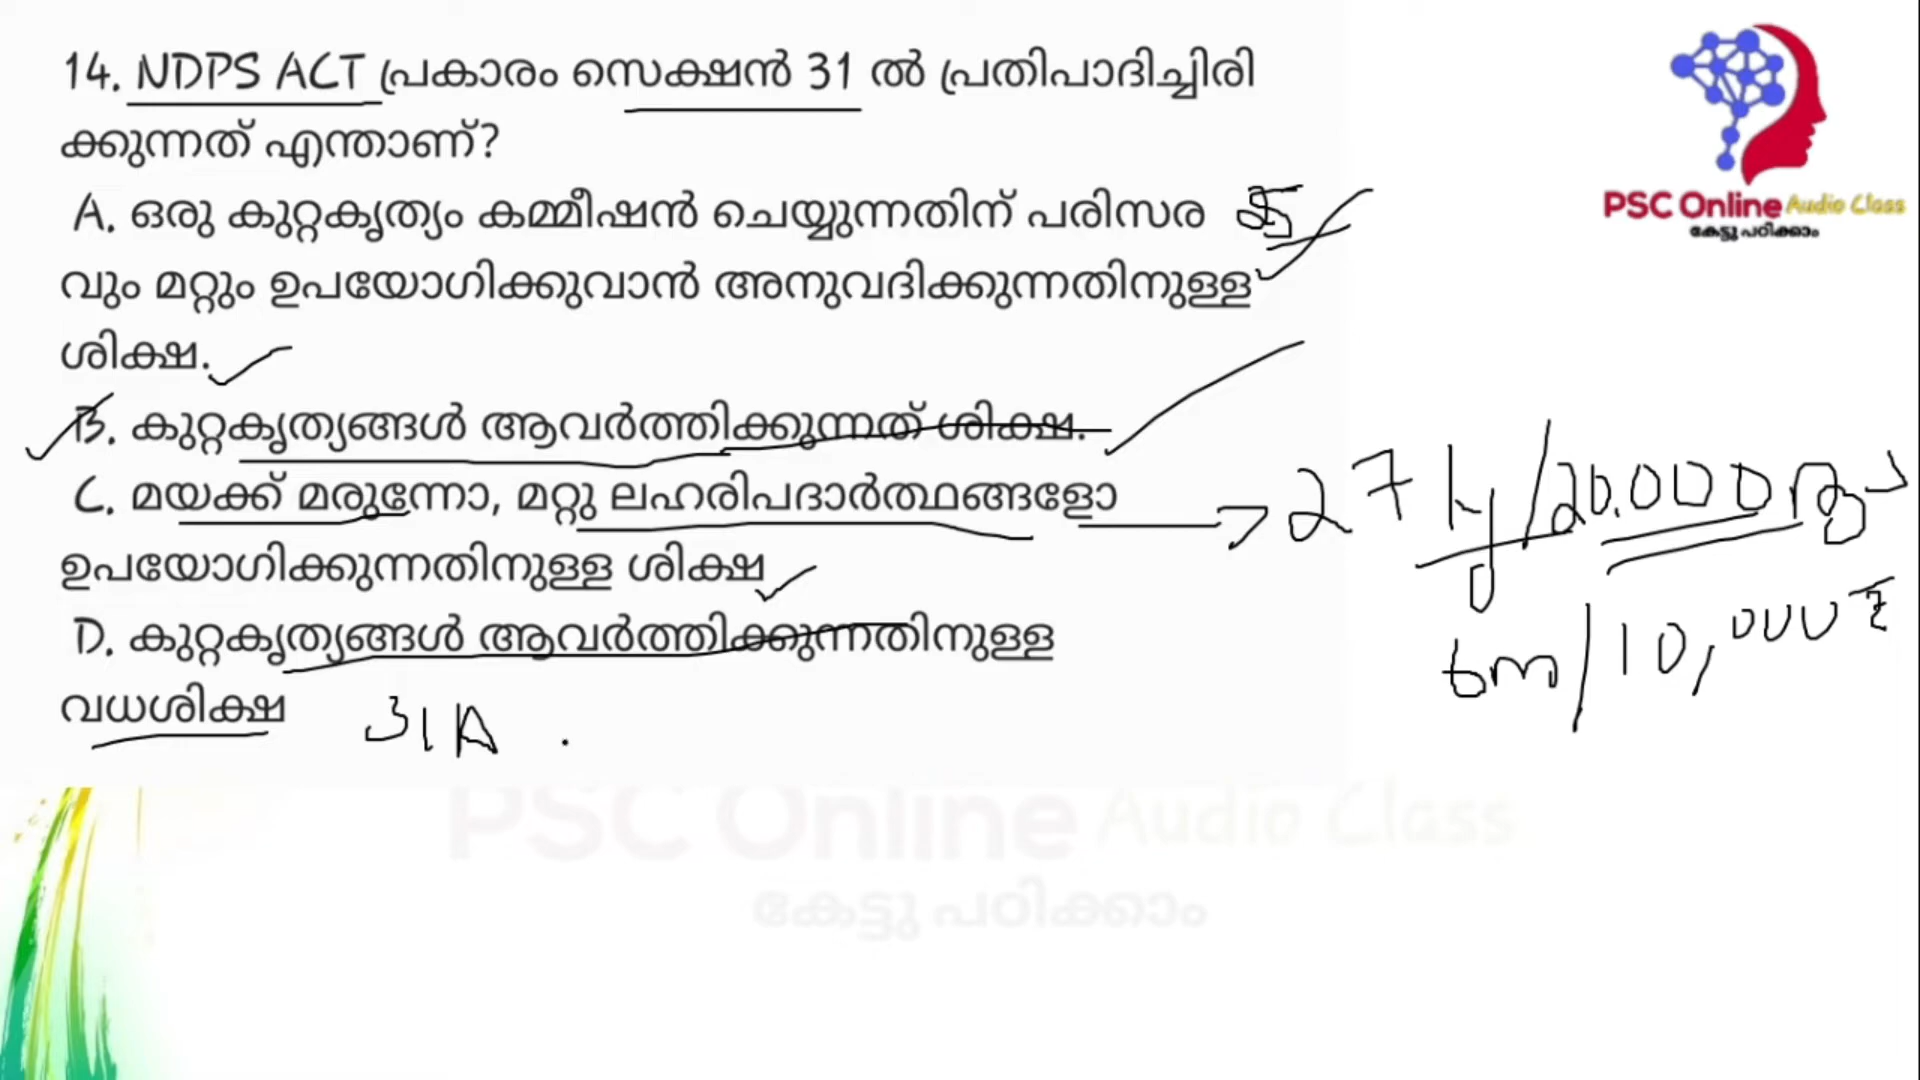 14. NDPS ACT പ്രകാരം സെക്ഷൻ 31 ൽ പ്രതിപാദിച്ചിരി
ക്കുന്നത് എന്താണ്?
A. ഒരു കുറ്റകൃത്യം കമ്മീഷൻ ചെയ്യുന്നതിന് പരിസര 25
വും മറ്റും ഉപയോഗിക്കുവാൻ അനുവദിക്കുന്നതിനുള്ള
ശിക്ഷ.
B. കുറ്റകൃത്യങ്ങൾ ആവർത്തിക്കുന്നത് ശിക്ഷ.
C. മയക്ക് മരുന്നോ, മറ്റു ലഹരിപദാർത്ഥങ്ങളോ
ഉപയോഗിക്കുന്നതിനുള്ള ശിക്ഷ
D. കുറ്റകൃത്യങ്ങൾ ആവർത്തിക്കുന്നതിനുള്ള
വധശിക്ഷ 31A
27 / 20,000
6m / 10,000 ₹
PSC Online Audio Class
കേട്ടു പഠിക്കാം
PSC Online Audio Class
കേട്ടു പഠിക്കാം